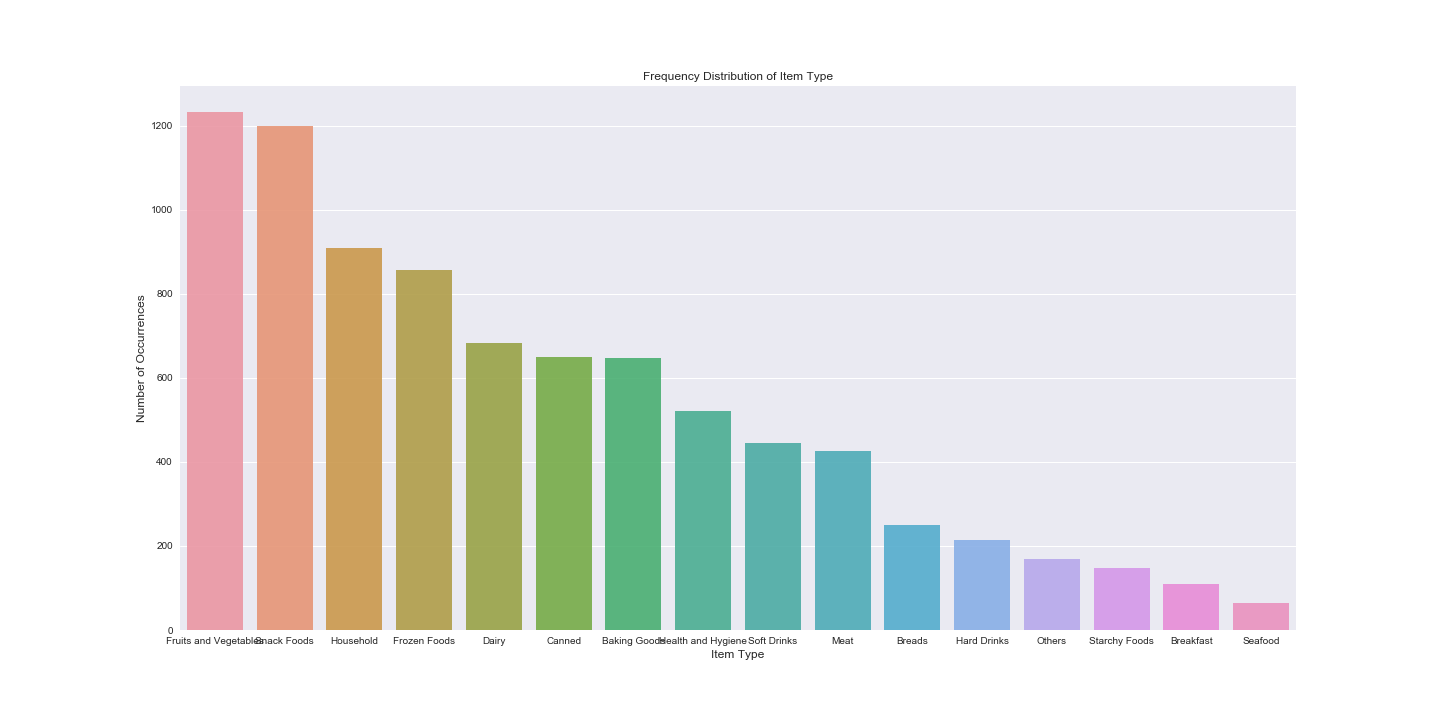 Frequency Distribution of Item Type
Number of Occurrences
1200
1000
800
600
400
200
0
Fruits and Vegetables Snack Foods Household Frozen Foods Dairy Canned Baking Goods Health and Hygiene Soft Drinks Meat Breads Hard Drinks Others Starchy Foods Breakfast Seafood
Item Type